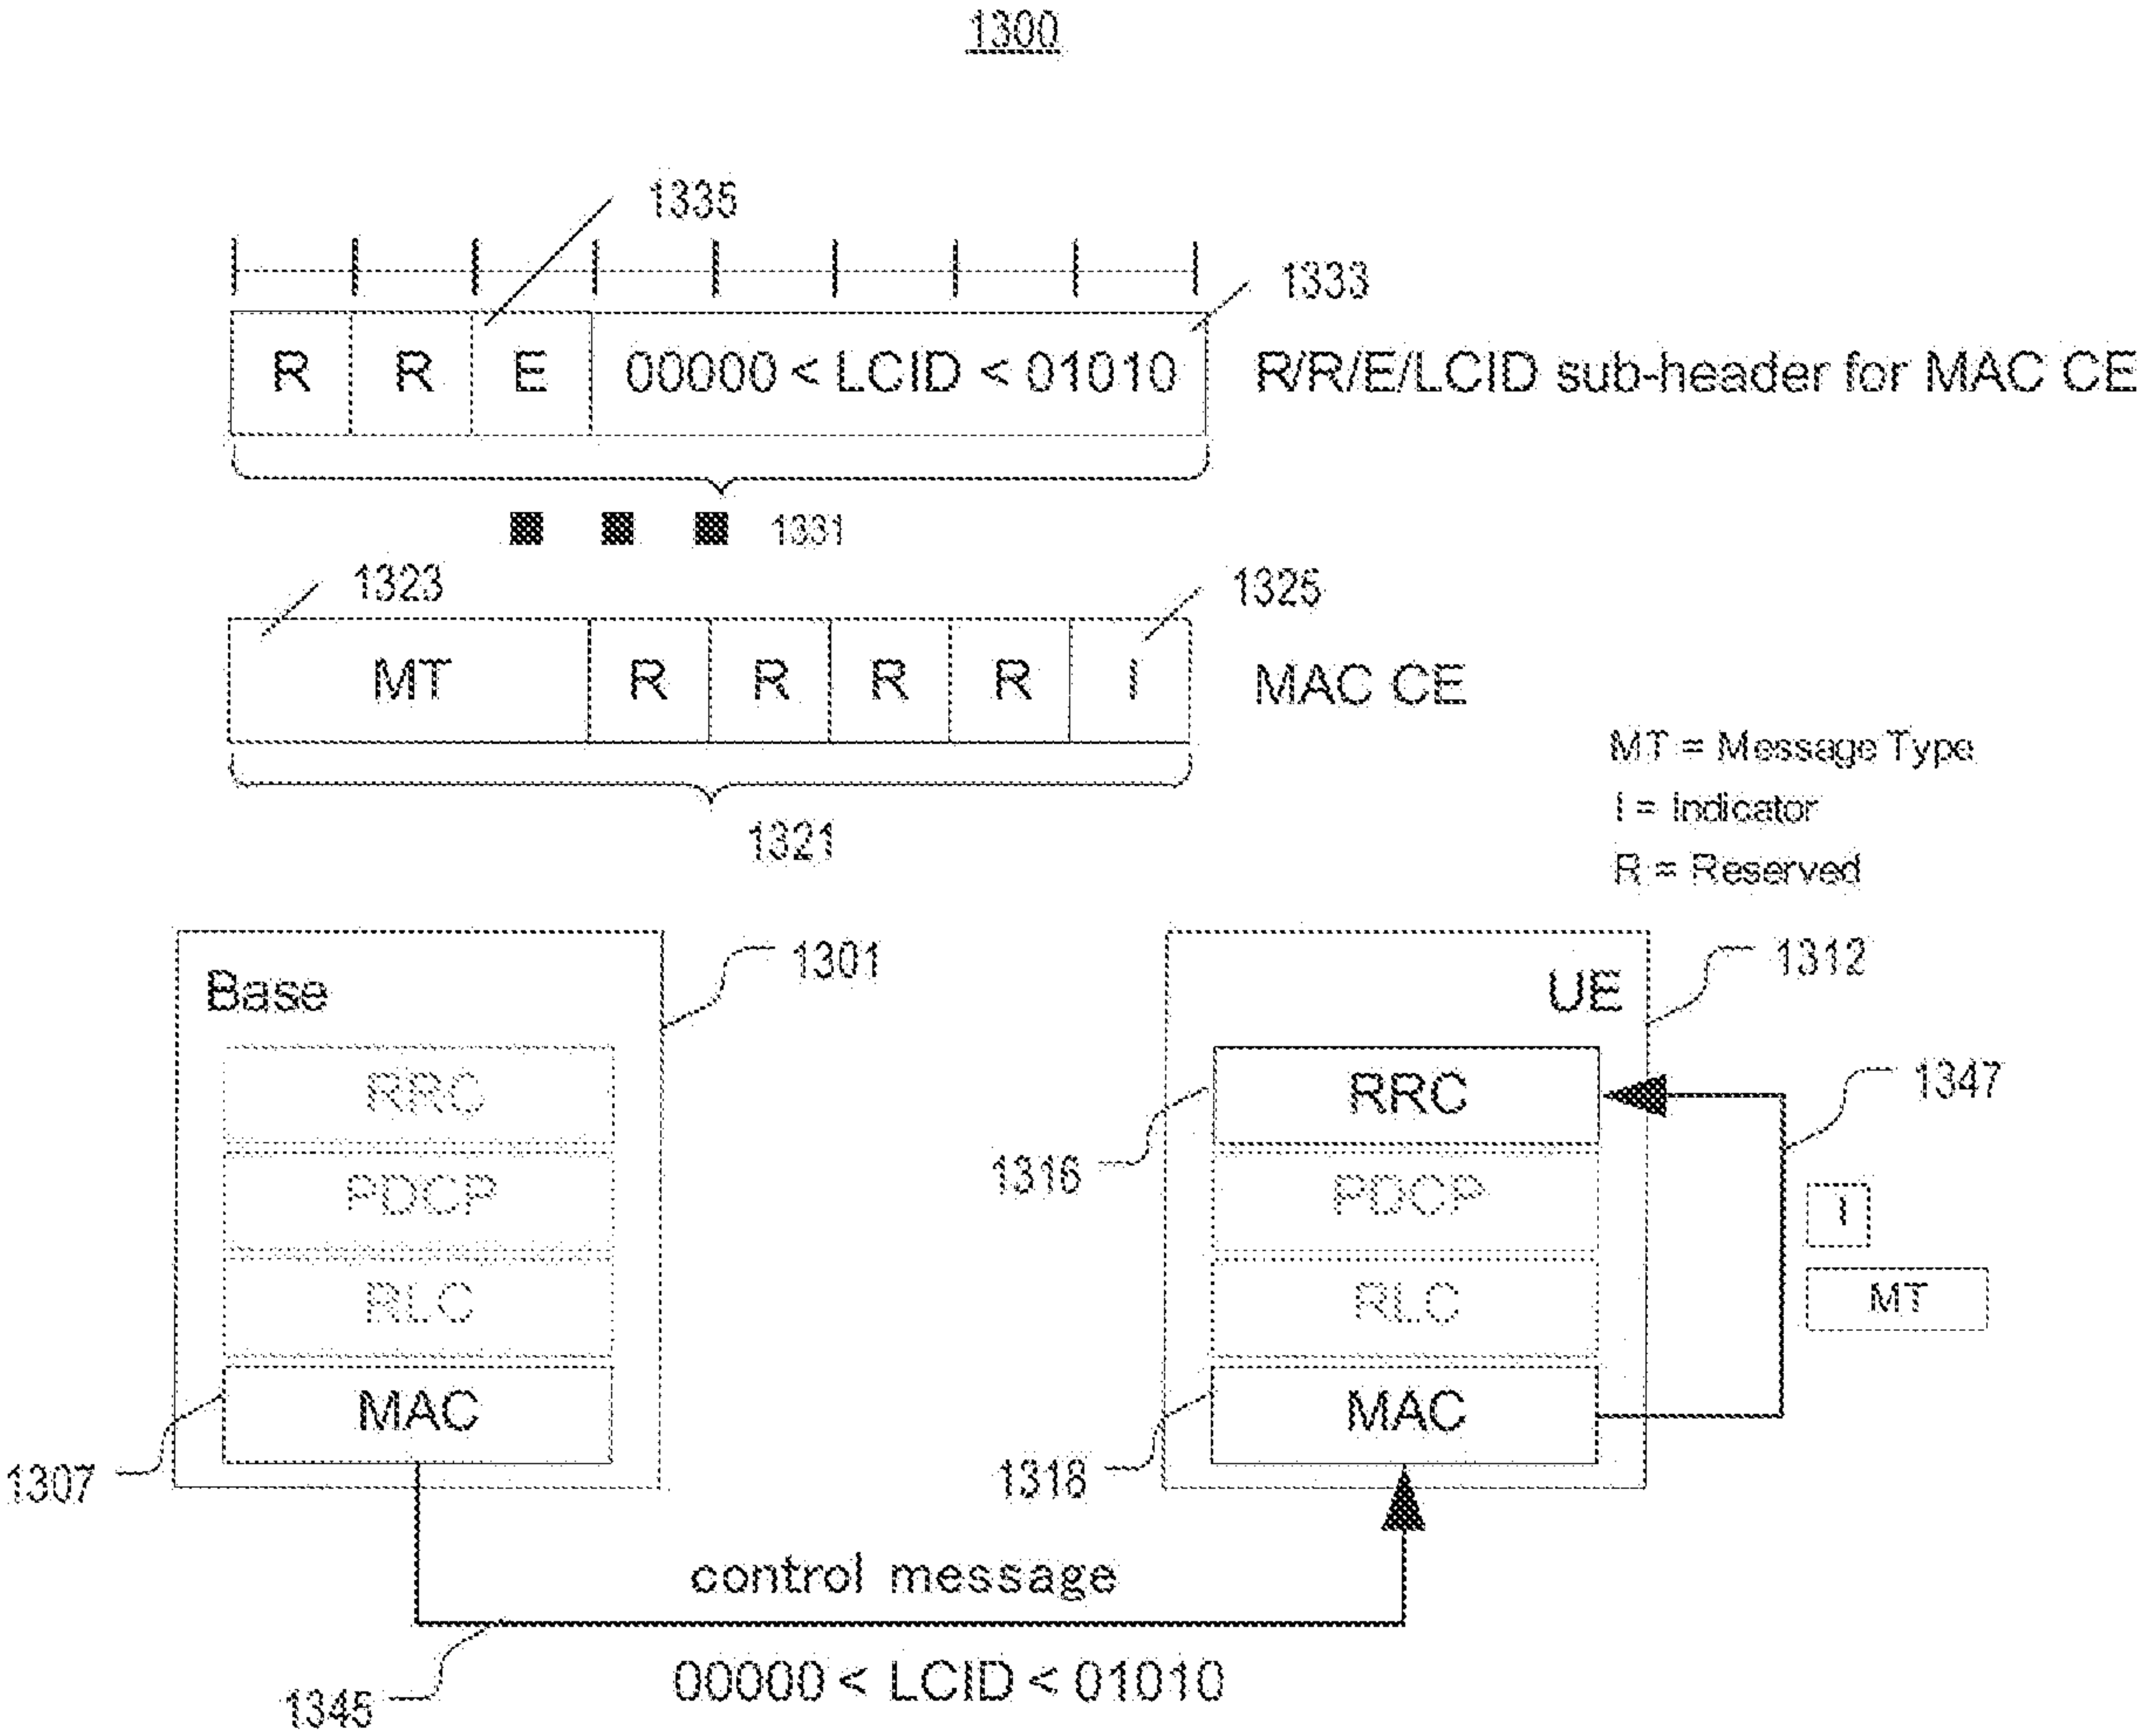 1300
1335
1333
R R E 00000 < LCID < 01010 R/R/E/LCID sub-header for MAC CE
1331
1323
1325
MT R R R R I MAC CE
MT = Message Type
I = Indicator
R = Reserved
1321
1301
1312
Base
UE
RRC
RRC
1347
1316
PDCP
PDCP
I
RLC
RLC
MT
MAC
MAC
1307
1318
control message
1345
00000 < LCID < 01010